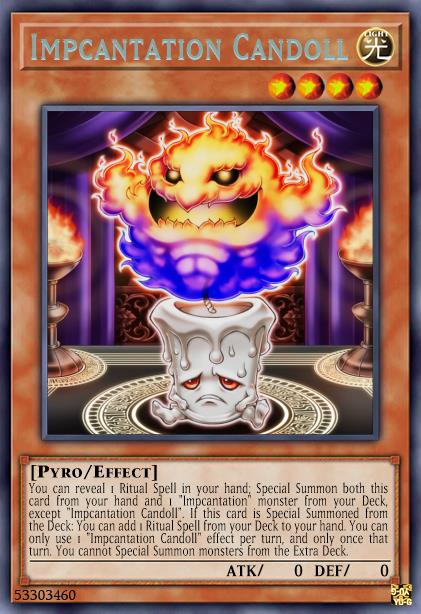 IMPCANTATION CANDOLL
LIGHT
光
[PYRO/EFFECT]
You can reveal 1 Ritual Spell in your hand; Special Summon both this
card from your hand and 1 "Impcantation" monster from your Deck,
except "Impcantation Candoll". If this card is Special Summoned from
the Deck: You can add 1 Ritual Spell from your Deck to your hand. You can
only use 1 "Impcantation Candoll" effect per turn, and only once that
turn. You cannot Special Summon monsters from the Extra Deck.
ATK/ 0 DEF/ 0
53303460